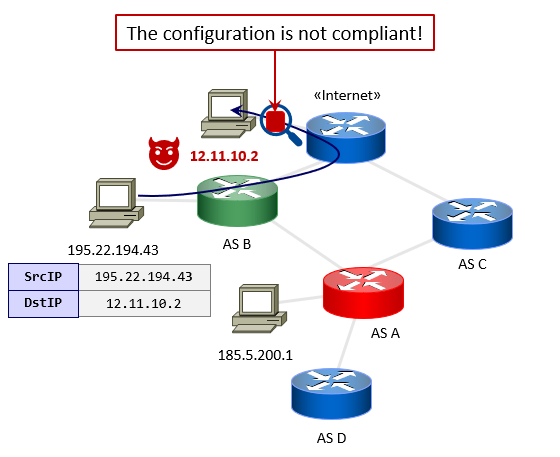 The configuration is not compliant!
«Internet»
12.11.10.2
195.22.194.43
AS B
AS C
SrcIP 195.22.194.43
DstIP 12.11.10.2
AS A
185.5.200.1
AS D